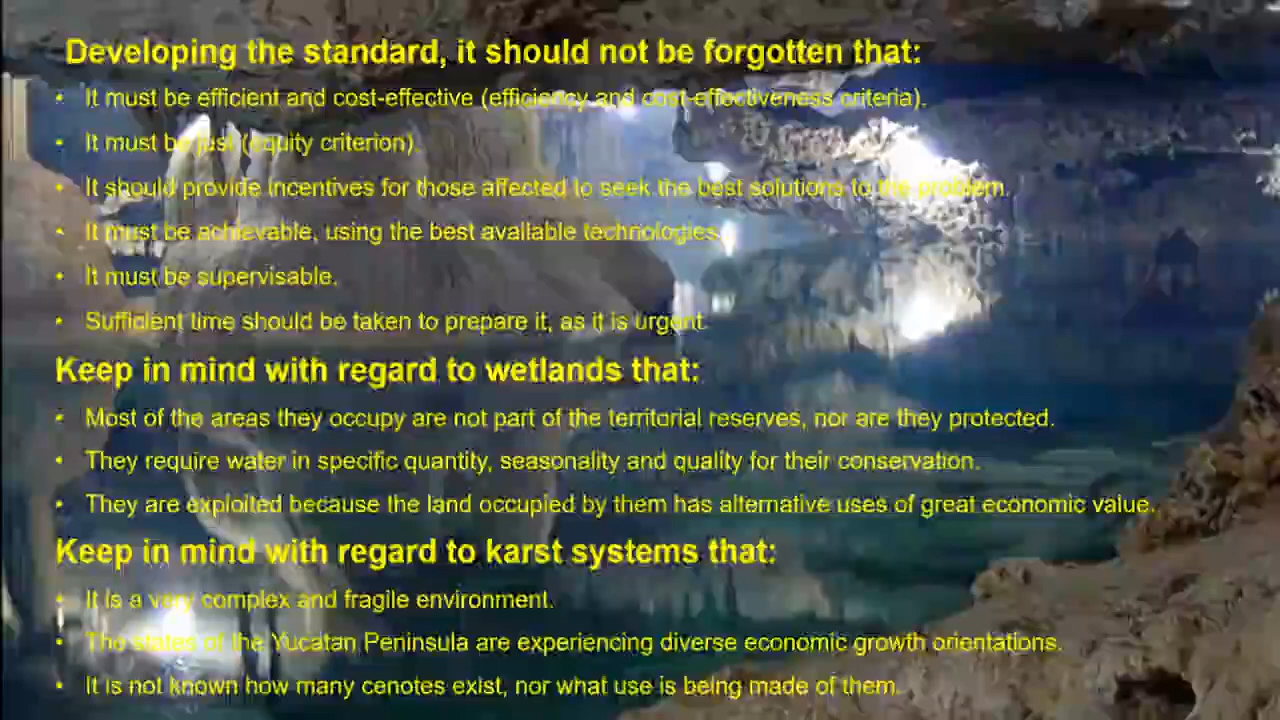 Developing the standard, it should not be forgotten that:
• It must be efficient and cost-effective (efficiency and cost-effectiveness criteria).
• It must be just (equity criterion).
• It should provide incentives for those affected to seek the best solutions to the problem.
• It must be achievable, using the best available technologies.
• It must be supervisable.
• Sufficient time should be taken to prepare it, as it is urgent.
Keep in mind with regard to wetlands that:
• Most of the areas they occupy are not part of the territorial reserves, nor are they protected.
• They require water in specific quantity, seasonality and quality for their conservation.
• They are exploited because the land occupied by them has alternative uses of great economic value.
Keep in mind with regard to karst systems that:
• It is a very complex and fragile environment.
• The states of the Yucatan Peninsula are experiencing diverse economic growth orientations.
• It is not known how many cenotes exist, nor what use is being made of them.